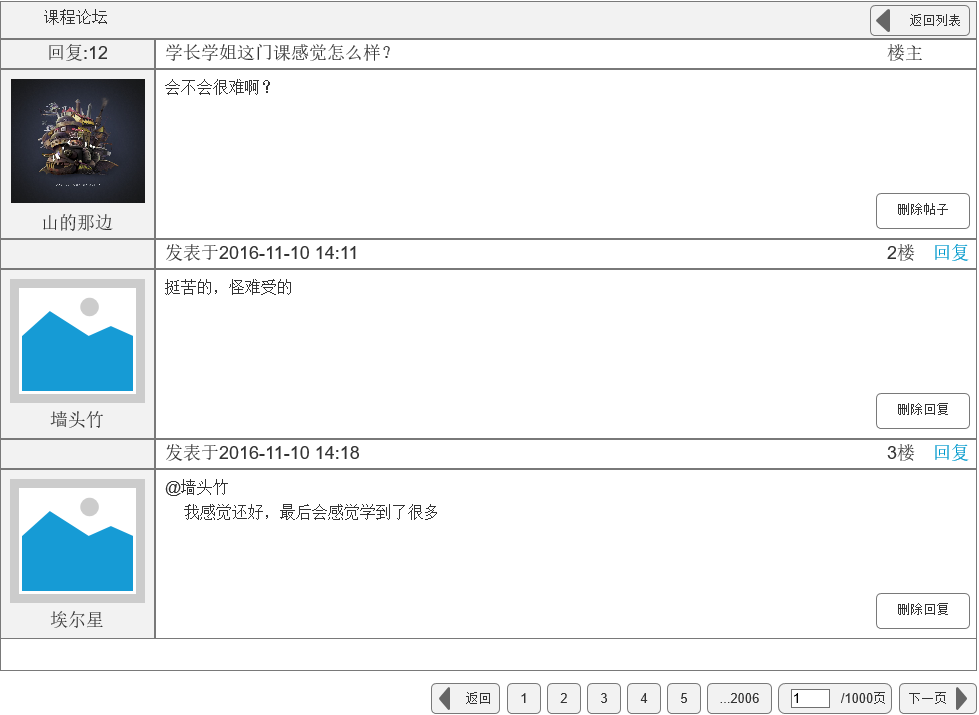 课程论坛 返回列表
回复:12 学长学姐这门课感觉怎么样? 楼主
会不会很难啊?
山的那边
删除帖子
发表于2016-11-10 14:11 2楼 回复
挺苦的，怪难受的
墙头竹
删除回复
发表于2016-11-10 14:18 3楼 回复
@墙头竹
我感觉还好，最后会感觉学到了很多
埃尔星
删除回复
返回 1 2 3 4 5 ...2006 1 /1000页 下一页